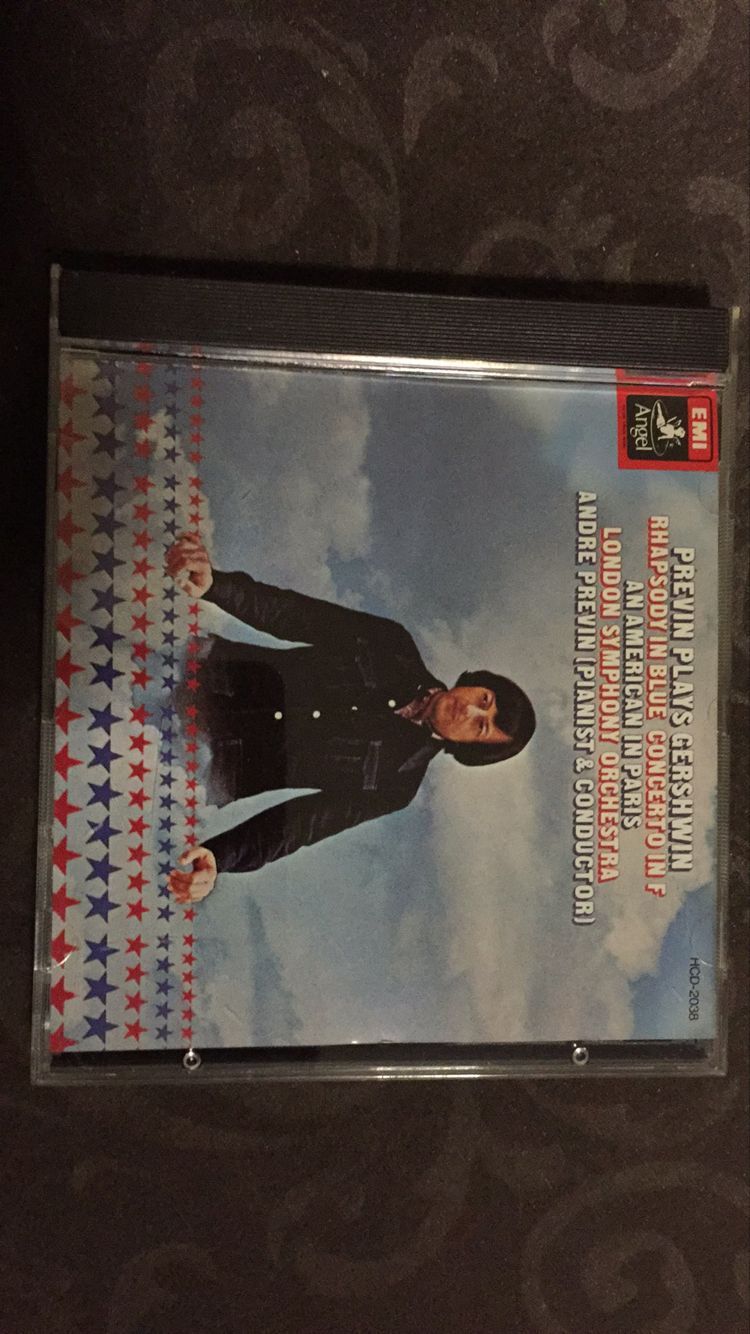 EMI
Angel
PREVIN PLAYS GERSHWIN
RHAPSODY IN BLUE CONCERTO IN F
AN AMERICAN IN PARIS
LONDON SYMPHONY ORCHESTRA
ANDRE PREVIN (PIANIST & CONDUCTOR)
HCD-2038